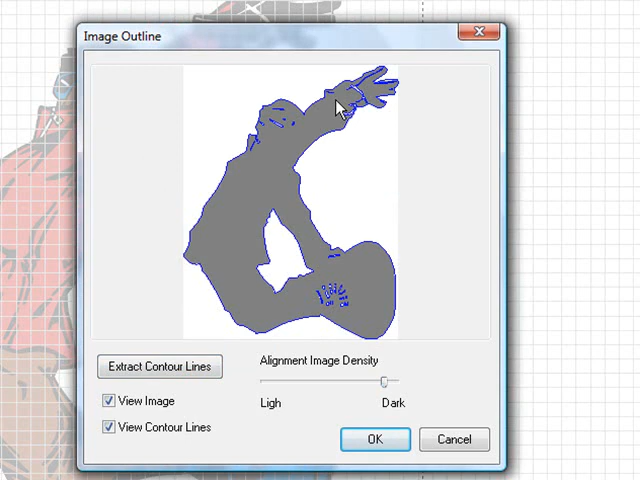 Image Outline
Extract Contour Lines
Alignment Image Density
View Image
Ligh
Dark
View Contour Lines
OK
Cancel